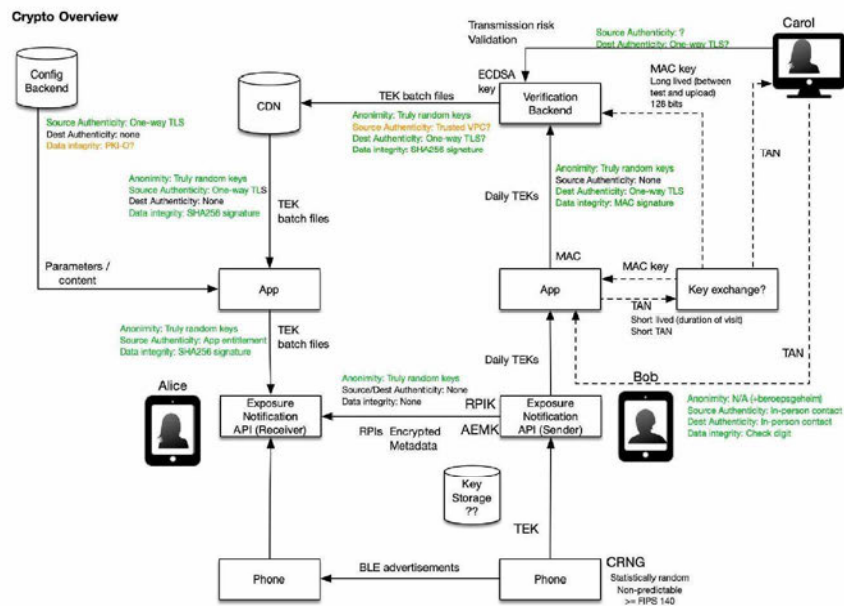 Crypto Overview
Config
Backend
Source Authenticity: One-way TLS
Dest Authenticity: none
Data integrity: PKI-O?
CDN
TEK batch files
ECDSA
key
Transmission risk
Validation
Verification
Backend
Source Authenticity: ?
Dest Authenticity: One-way TLS?
Carol
MAC key
Long lived (between
test and upload)
128 bits
TAN
Anonimity: Truly random keys
Source Authenticity: Trusted VPC?
Dest Authenticity: One-way TLS?
Data integrity: SHA256 signature
Anonimity: Truly random keys
Source Authenticity: One-way TLS
Dest Authenticity: None
Data integrity: SHA256 signature
TEK
batch files
Daily TEKs
Anonimity: Truly random keys
Source Authenticity: None
Dest Authenticity: One-way TLS
Data integrity: MAC signature
Parameters /
content
App
MAC
App
MAC key
Key exchange?
TAN
Short lived (duration of visit)
Short TAN
Anonimity: Truly random keys
Source Authenticity: App entitlement
Data integrity: SHA256 signature
TEK
batch files
Daily TEKs
TAN
Alice
Exposure
Notification
API (Receiver)
Anonimity: Truly random keys
Source/Dest Authenticity: None
Data integrity: None
RPIs Encrypted
Metadata
RPIK
AEMK
Exposure
Notification
API (Sender)
Bob
Anonimity: N/A (+beroepsgeheim)
Source Authenticity: In-person contact
Dest Authenticity: In-person contact
Data integrity: Check digit
Key
Storage
??
TEK
Phone
BLE advertisements
Phone
CRNG
Statistically random
Non-predictable
>= FIPS 140